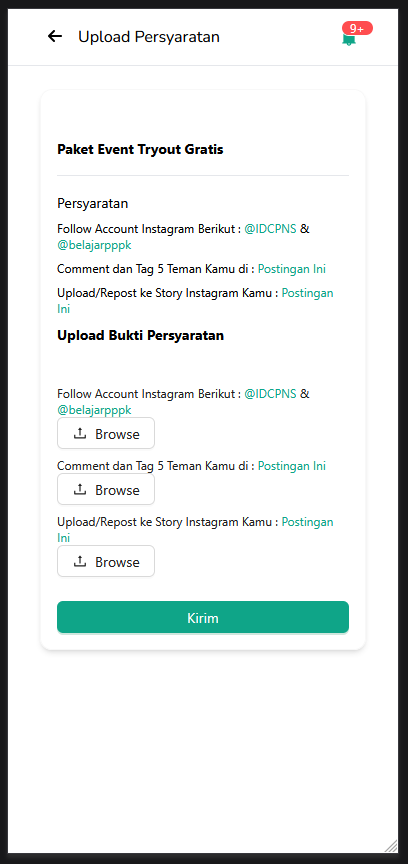 Upload Persyaratan
9+
Paket Event Tryout Gratis
Persyaratan
Follow Account Instagram Berikut : @IDCPNS &
@belajarpppk
Comment dan Tag 5 Teman Kamu di : Postingan Ini
Upload/Repost ke Story Instagram Kamu : Postingan
Ini
Upload Bukti Persyaratan
Follow Account Instagram Berikut : @IDCPNS &
@belajarpppk
Browse
Comment dan Tag 5 Teman Kamu di : Postingan Ini
Browse
Upload/Repost ke Story Instagram Kamu : Postingan
Ini
Browse
Kirim